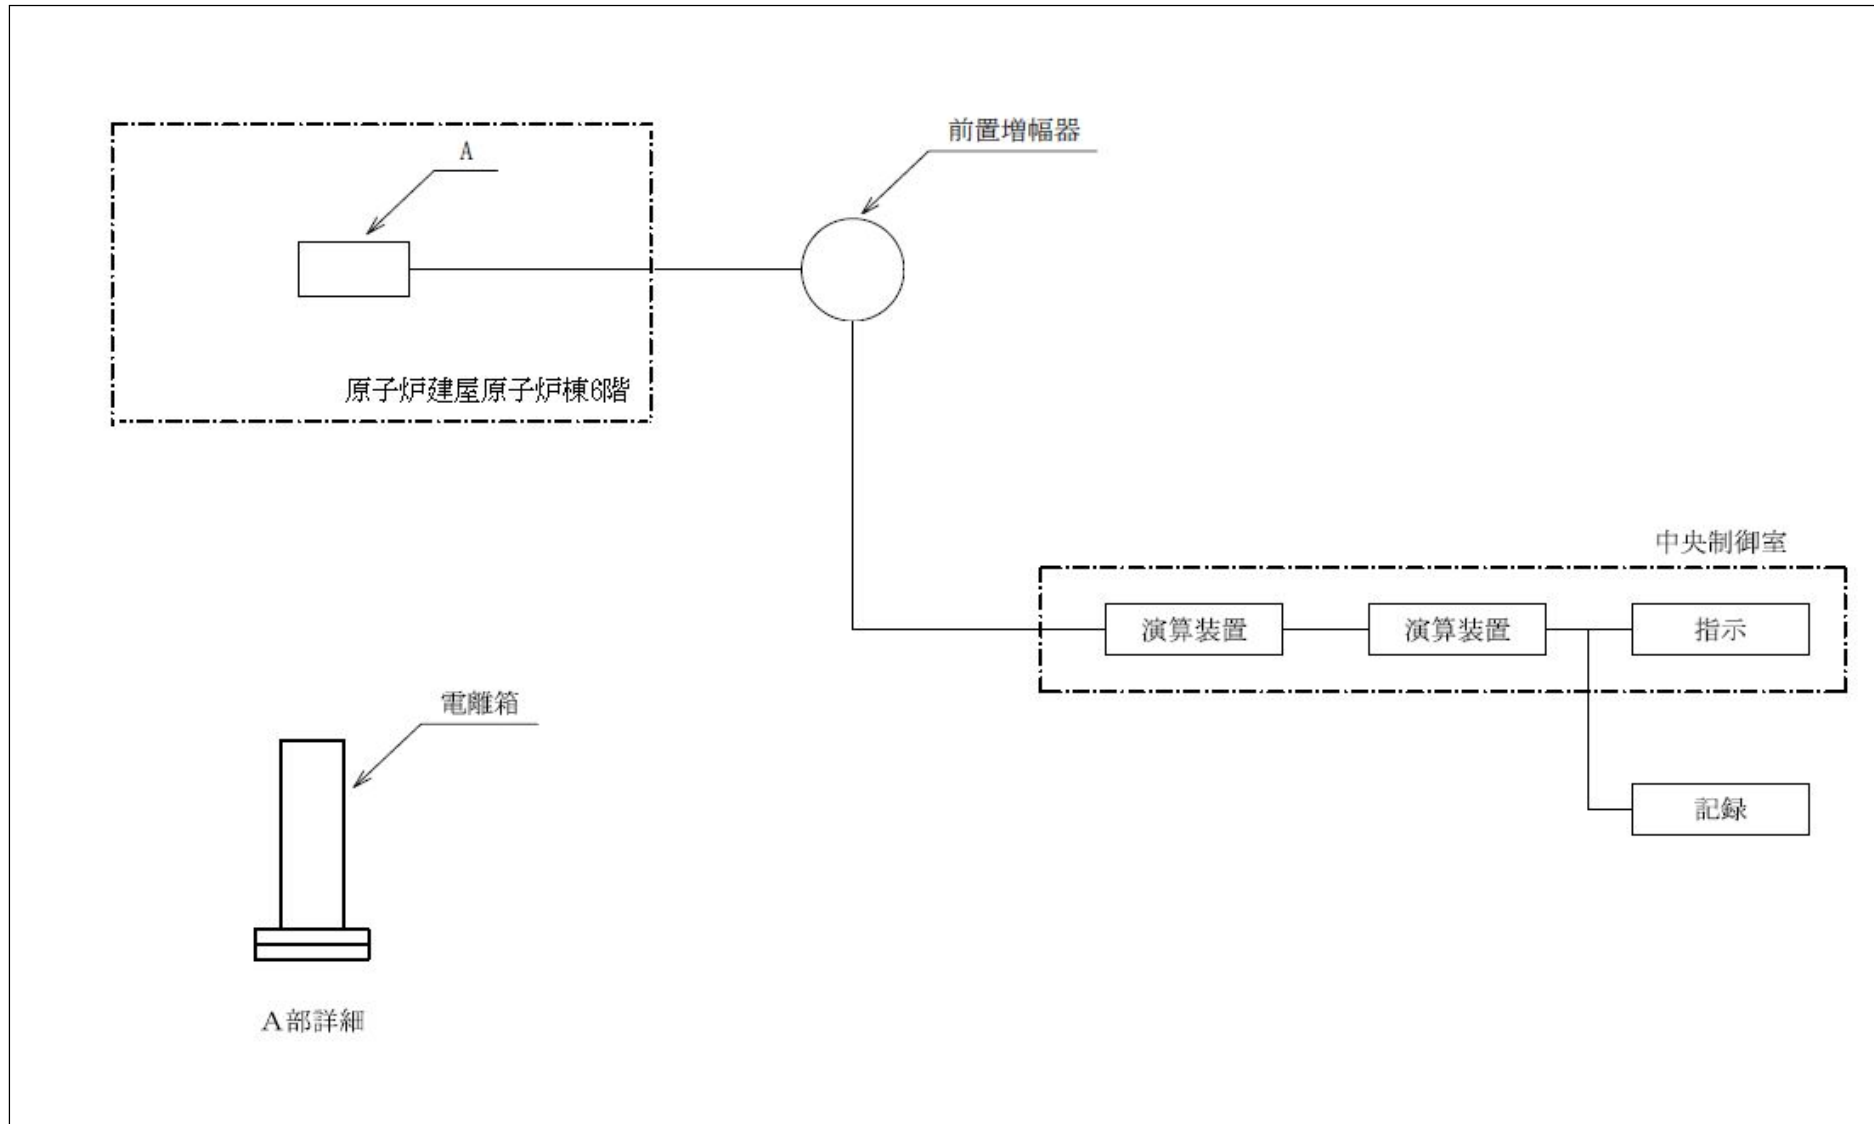 前置増幅器
A
原子炉建屋原子炉棟6階
中央制御室
演算装置
演算装置
指示
電離箱
記録
A部詳細